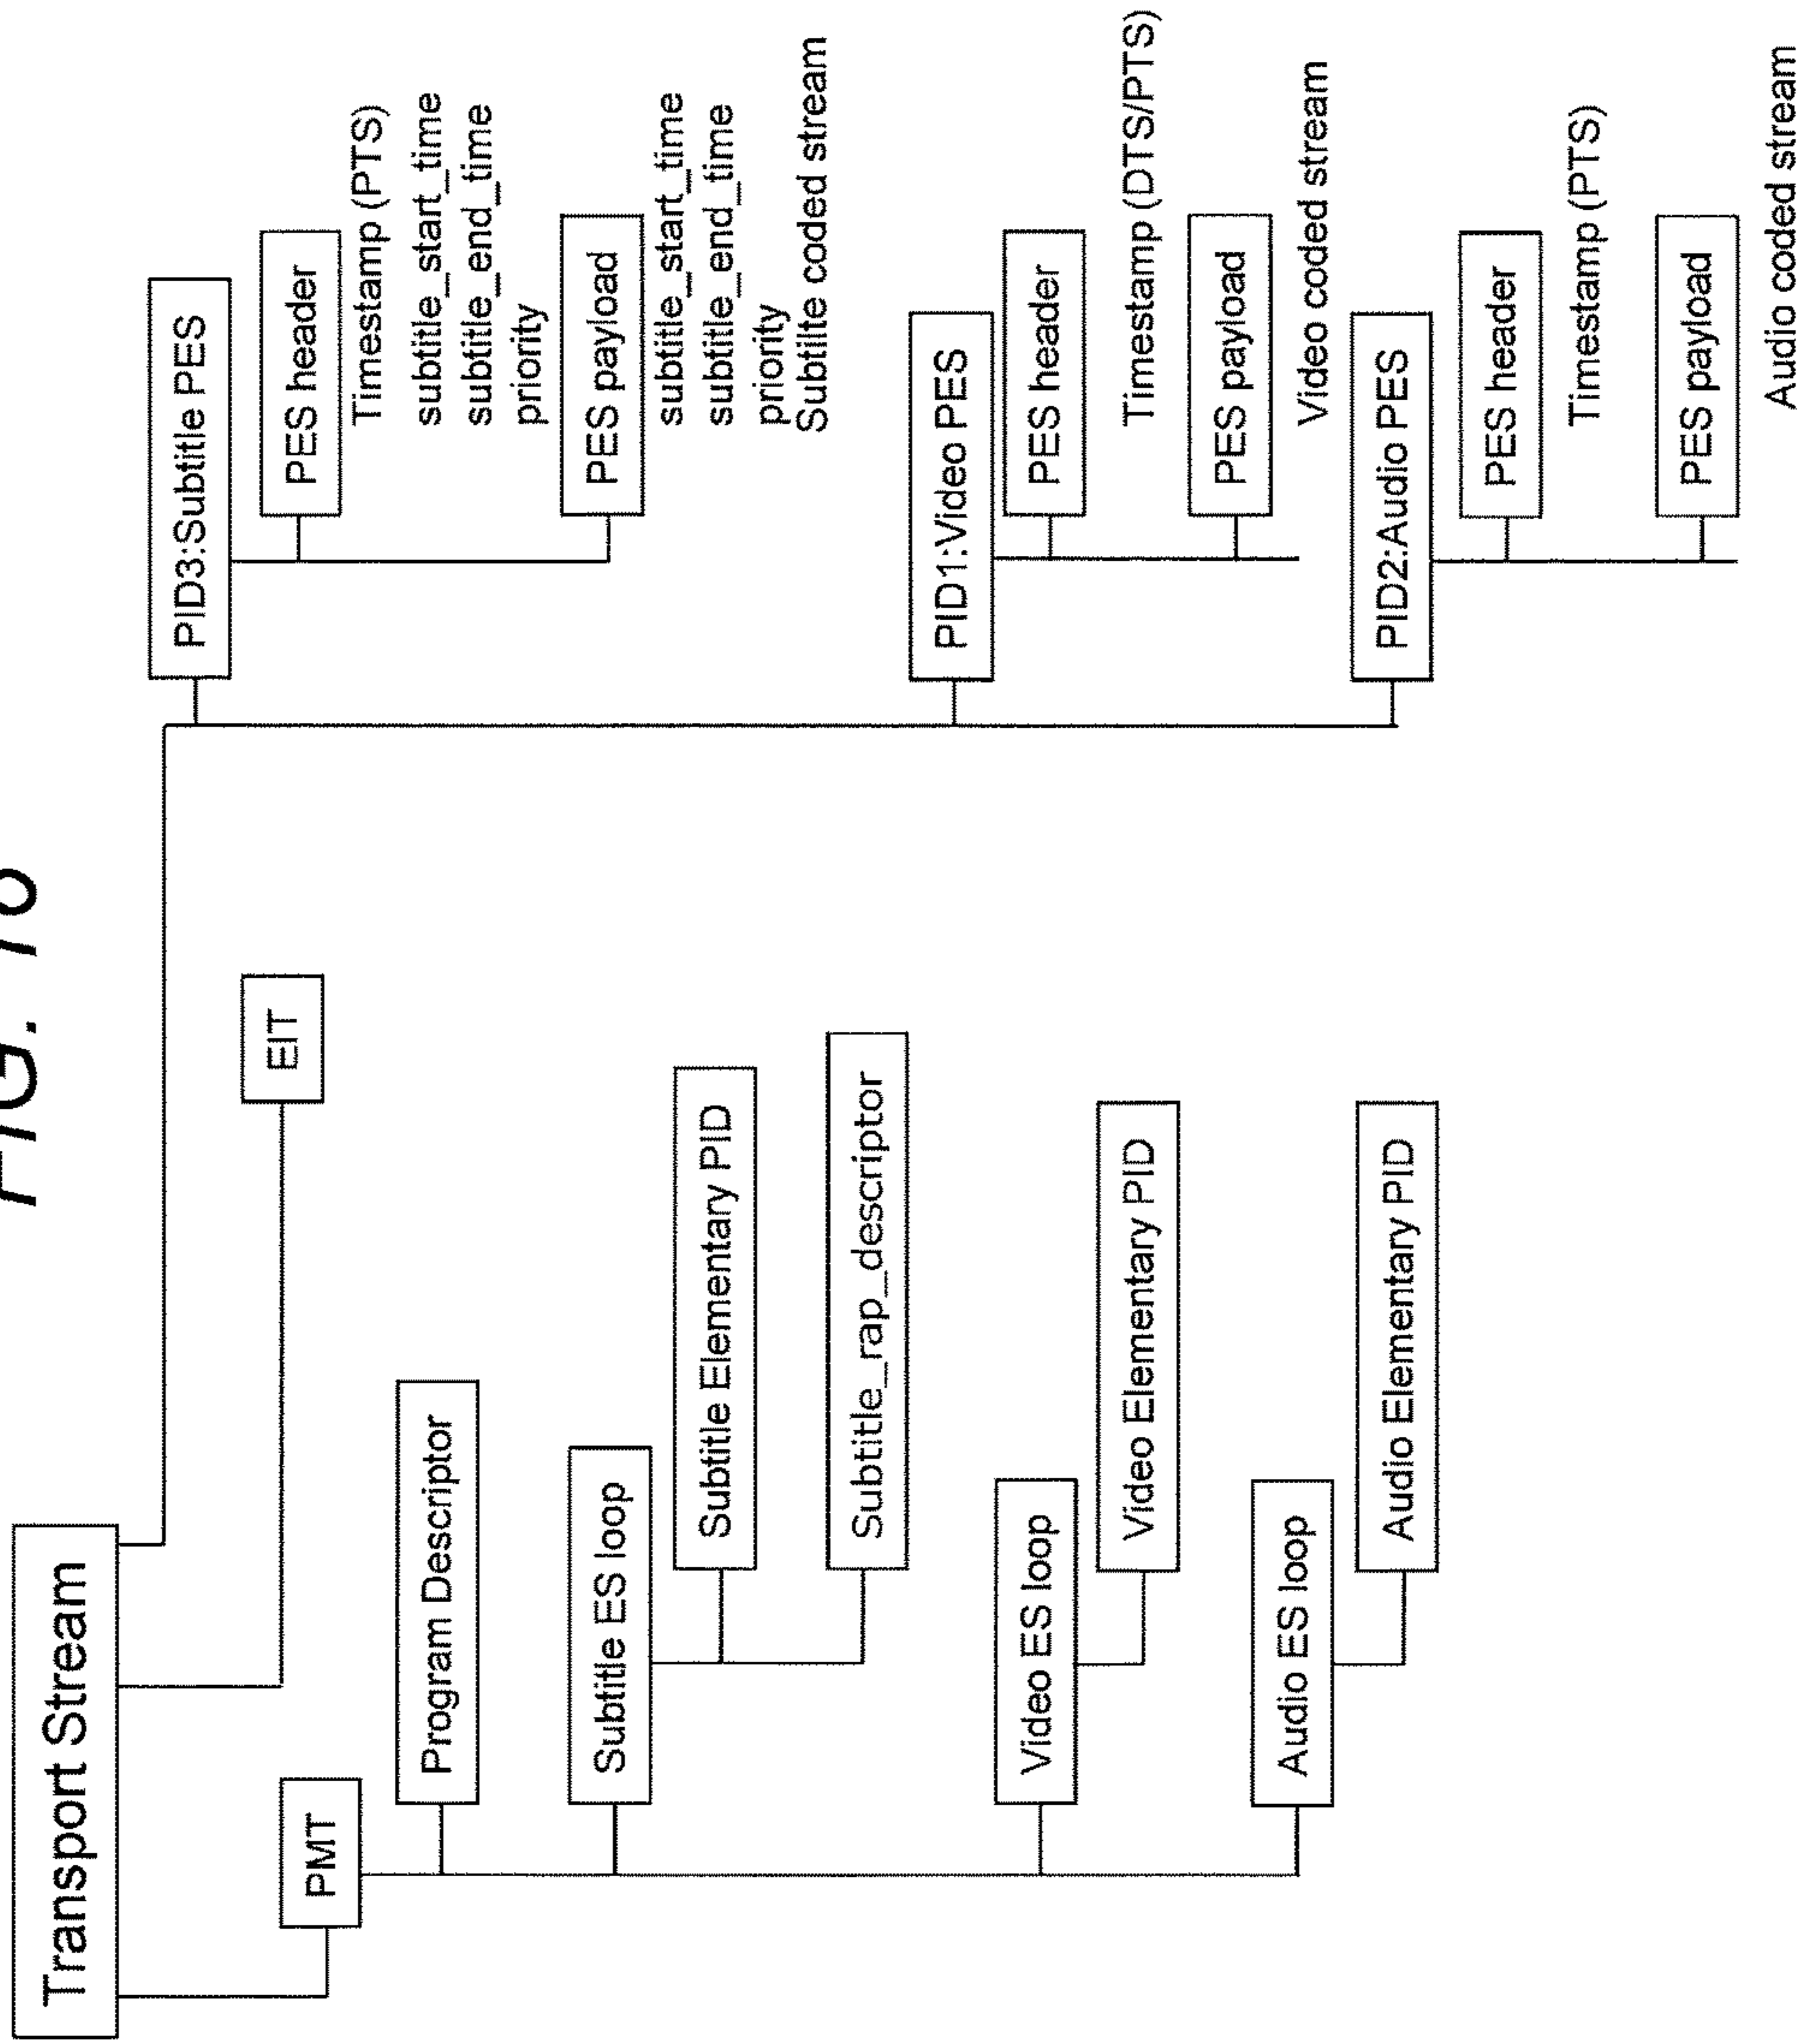 FIG.
Transport Stream
PMT
EIT
Program Descriptor
Subtitle ES loop
Subtitle Elementary PID
Subtitle_rap_descriptor
Video ES loop
Video Elementary PID
Audio ES loop
Audio Elementary PID
PID3:Subtitle PES
PES header
Timestamp (PTS)
subtitle_start_time
subtitle_end_time
priority
PES payload
subtitle_start_time
subtitle_end_time
priority
Subtilte coded stream
PID1:Video PES
PES header
Timestamp (DTS/PTS)
PES payload
Video coded stream
PID2:Audio PES
PES header
Timestamp (PTS)
PES payload
Audio coded stream